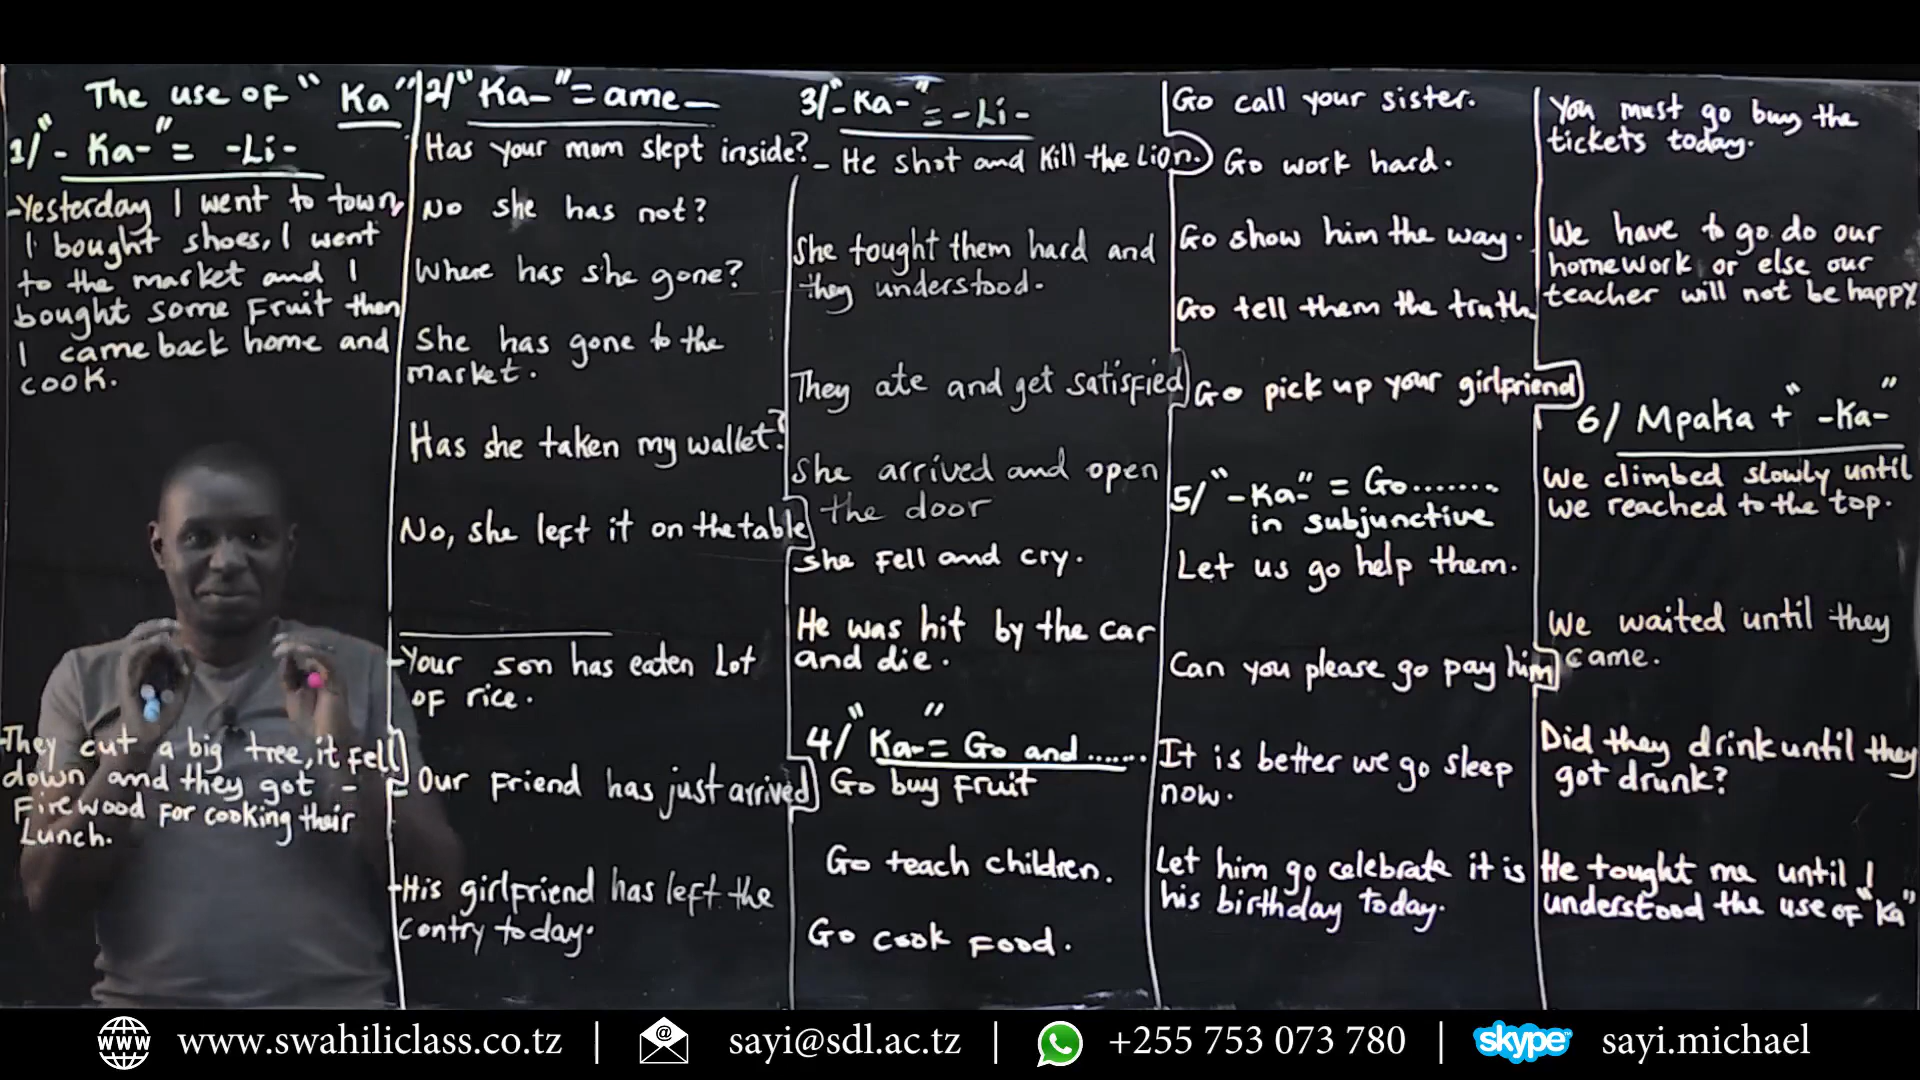 The use of "Ka"
1/ "-Ka-" = -Li-
-Yesterday I went to town,
I bought shoes, I went
to the market and I
bought some Fruit then
I came back home and
cook.
-They cut a big tree, it fell
down and they got -
Firewood for cooking their
Lunch.
2/ "Ka-" = ame-
Has your mom slept inside?
No she has not?
Where has she gone?
She has gone to the
market.
Has she taken my wallet?
No, she left it on the table
-Your son has eaten Lot
of rice.
- Our Friend has just arrived
-His girlfriend has left the
contry today.
3/ "-Ka-" = -Li-
- He shot and Kill the Lion.
She tought them hard and
they understood.
They ate and get satisfied
She arrived and open
the door
She Fell and cry.
He was hit by the car
and die.
4/ "Ka-" = Go and ......
Go buy Fruit
Go teach children.
Go cook Food.
Go call your sister.
Go work hard.
Go show him the way.
Go tell them the truth.
Go pick up your girlfriend
5/ "-Ka-" = Go........
in subjunctive
Let us go help them.
Can you please go pay him
It is better we go sleep
now.
Let him go celebrate it is
his birthday today.
You must go buy the
tickets today.
We have to go do our
homework or else our
teacher will not be happy
6/ Mpaka + "-Ka-"
We climbed slowly until
we reached to the top.
We waited until they
came.
Did they drink until they
got drunk?
He tought me until I
understood the use of "Ka"
www
www.swahiliclass.co.tz | @ sayi@sdl.ac.tz | +255 753 073 780 | skype sayi.michael